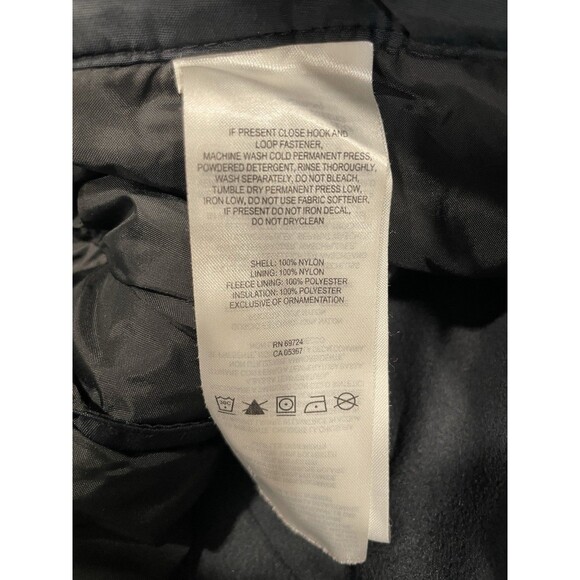 IF PRESENT CLOSE HOOK AND
LOOP FASTENER,
MACHINE WASH COLD PERMANENT PRESS,
POWDERED DETERGENT, RINSE THOROUGHLY,
WASH SEPARATELY, DO NOT BLEACH,
TUMBLE DRY PERMANENT PRESS LOW,
IRON LOW, DO NOT USE FABRIC SOFTENER,
IF PRESENT DO NOT IRON DECAL,
DO NOT DRYCLEAN
SHELL: 100% NYLON
LINING: 100% NYLON
FLEECE LINING: 100% POLYESTER
INSULATION: 100% POLYESTER
EXCLUSIVE OF ORNAMENTATION
RN 69724
CA 05367
30C